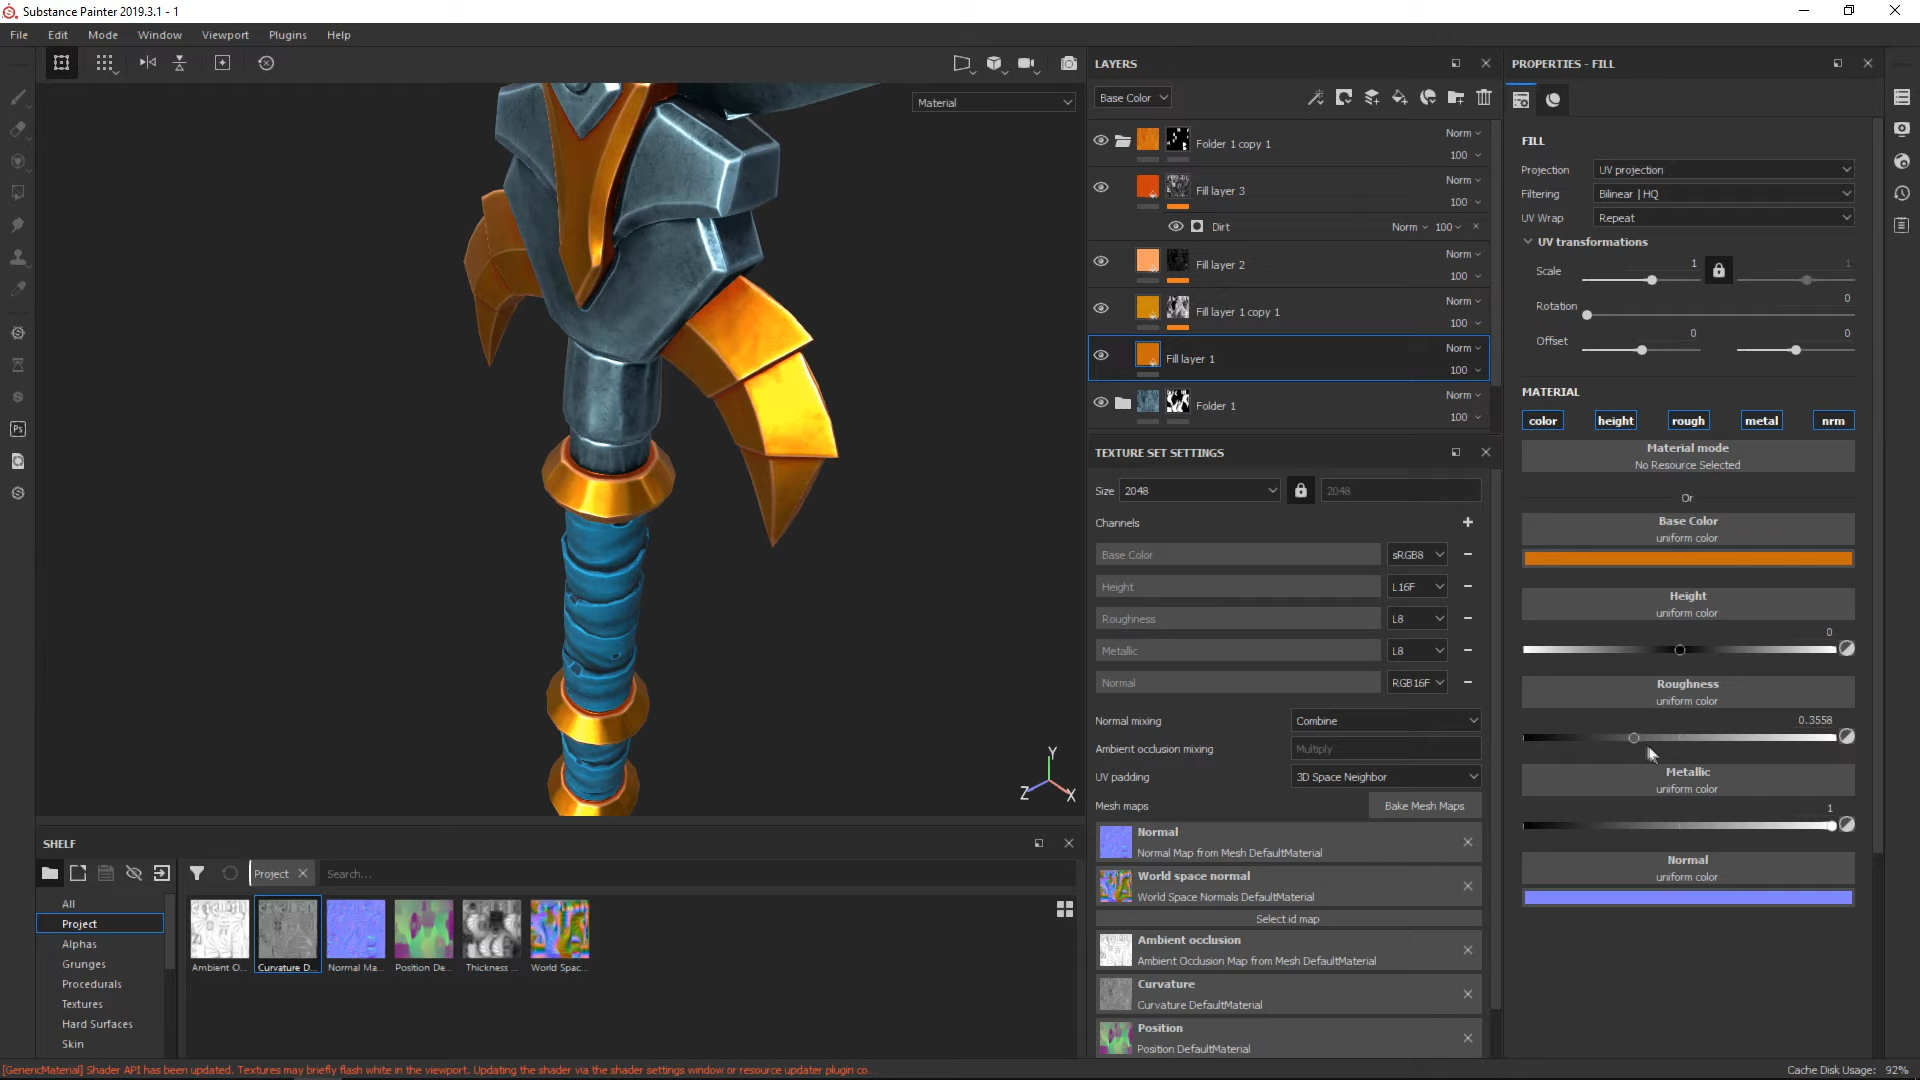 Substance Painter 2019.3.1 - 1
File Edit Mode Window Viewport Plugins Help
Material
Y
Z
X
LAYERS
Base Color
Folder 1 copy 1
Norm
100
Fill layer 3
Norm
100
Dirt
Norm 100
Fill layer 2
Norm
100
Fill layer 1 copy 1
Norm
100
Fill layer 1
Norm
100
Folder 1
Norm
100
TEXTURE SET SETTINGS
Size 2048 2048
Channels
Base Color sRGB8
Height L16F
Roughness L8
Metallic L8
Normal RGB16F
Normal mixing Combine
Ambient occlusion mixing Multiply
UV padding 3D Space Neighbor
Mesh maps Bake Mesh Maps
Normal
Normal Map from Mesh DefaultMaterial
World space normal
World Space Normals DefaultMaterial
Select id map
Ambient occlusion
Ambient Occlusion Map from Mesh DefaultMaterial
Curvature
Curvature DefaultMaterial
Position
Position DefaultMaterial
PROPERTIES - FILL
FILL
Projection UV projection
Filtering Bilinear | HQ
UV Wrap Repeat
UV transformations
Scale 1 1
Rotation 0
Offset 0 0
MATERIAL
color height rough metal nrm
Material mode
No Resource Selected
Or
Base Color
uniform color
Height
uniform color
0
Roughness
uniform color
0.3558
Metallic
uniform color
1
Normal
uniform color
SHELF
Project
Search...
All
Project
Alphas
Grunges
Procedurals
Textures
Hard Surfaces
Skin
Ambient O... Curvature D... Normal Ma... Position De... Thickness ... World Spac...
Ps
[GenericMaterial] Shader API has been updated. Textures may briefly flash white in the viewport. Updating the shader via the shader settings window or resource updater plugin co...
Cache Disk Usage: 92%